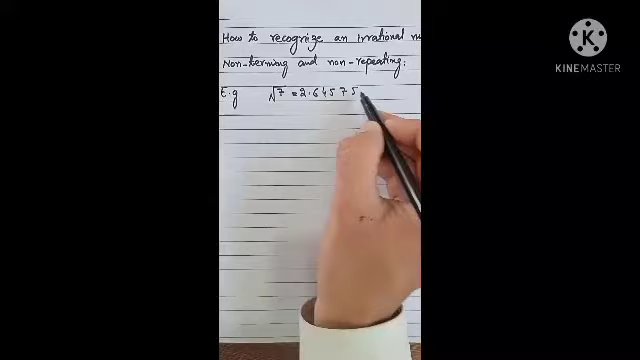 How to recognize an irrational
Non-terming and non-repeating:
E.g √7 = 2.64575
KINEMASTER